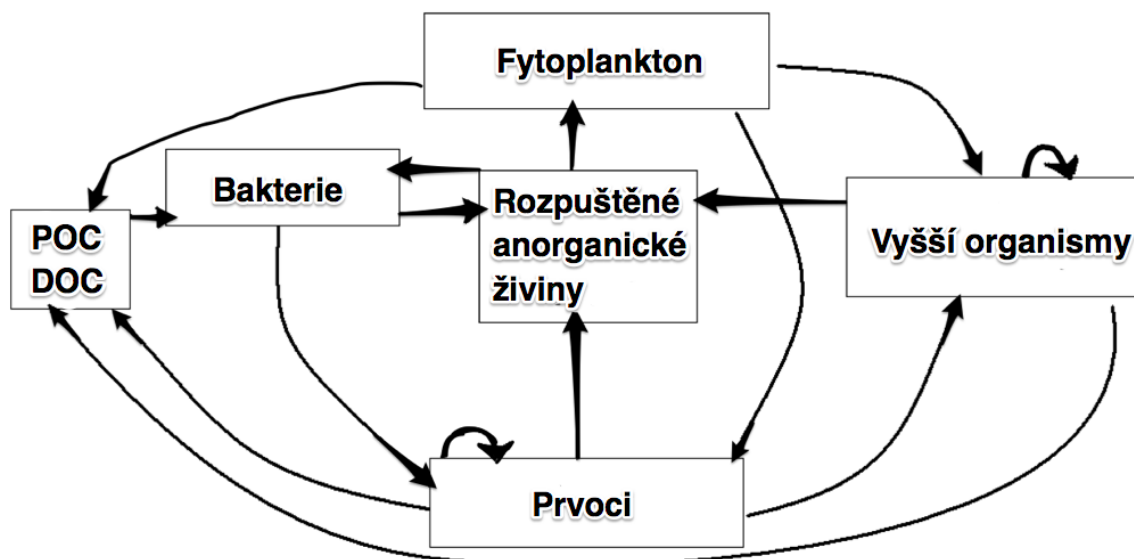 Fytoplankton
Bakterie
Rozpuštěné
anorganické
živiny
POC
DOC
Vyšší organismy
Prvoci